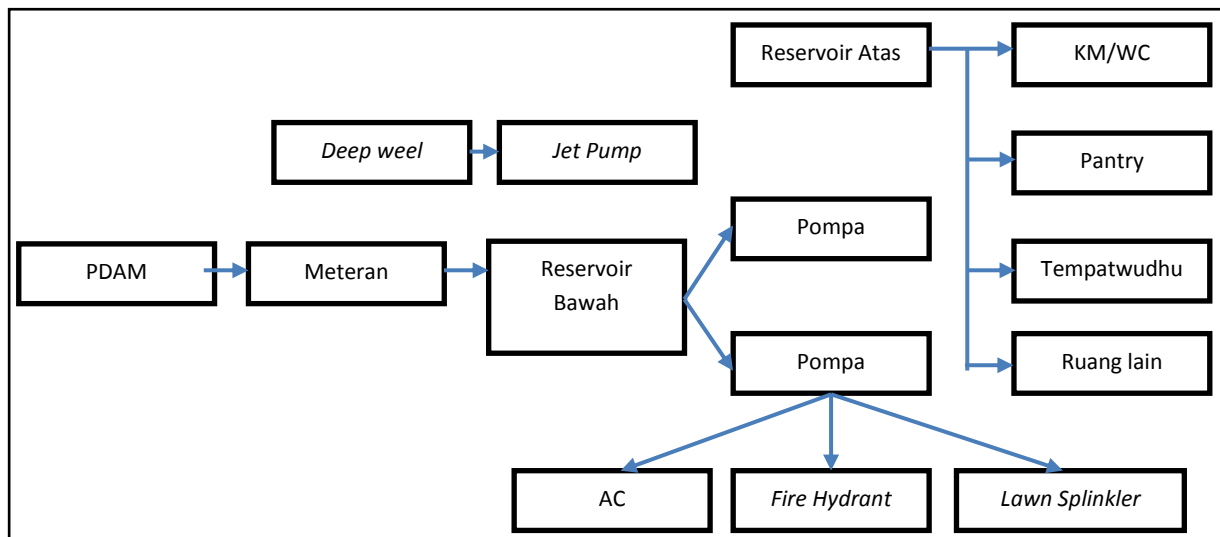 Reservoir Atas
KM/WC
Deep weel
Jet Pump
Pantry
Pompa
PDAM
Meteran
Reservoir
Bawah
Tempatwudhu
Pompa
Ruang lain
AC
Fire Hydrant
Lawn Splinkler